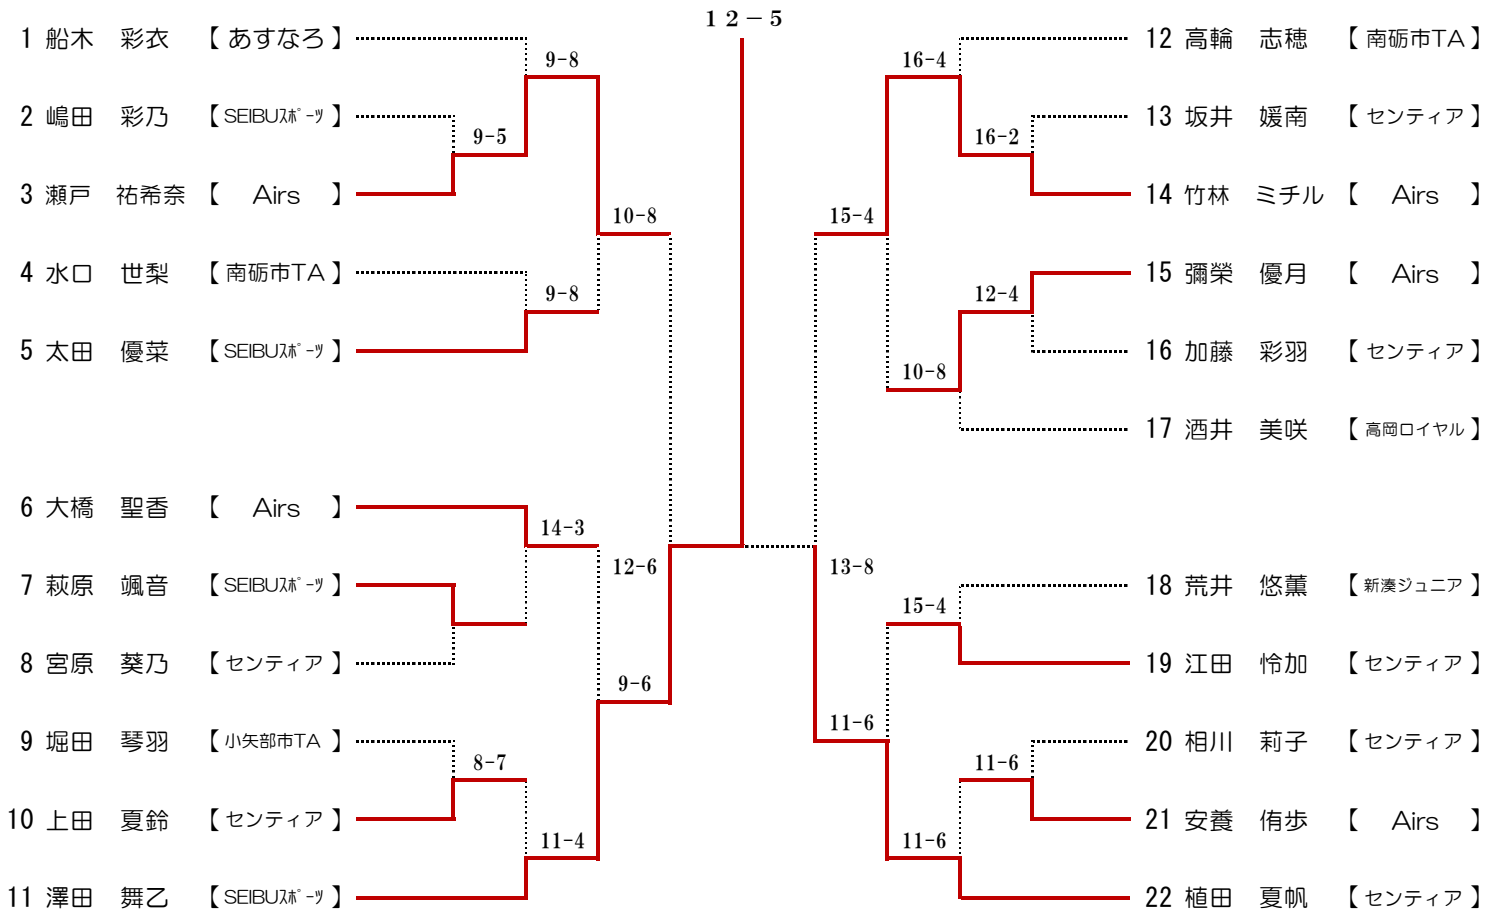 １２－５
1 船木 彩衣 【 あすなろ 】
9-8
2 嶋田 彩乃 【 SEIBUｽﾎﾟｰﾂ 】
9-5
3 瀬戸 祐希奈 【 Airs 】
10-8
4 水口 世梨 【 南砺市TA 】
9-8
5 太田 優菜 【 SEIBUｽﾎﾟｰﾂ 】
6 大橋 聖香 【 Airs 】
14-3
12-6
7 萩原 颯音 【 SEIBUｽﾎﾟｰﾂ 】
8 宮原 葵乃 【 センティア 】
9-6
9 堀田 琴羽 【 小矢部市TA 】
8-7
10 上田 夏鈴 【 センティア 】
11-4
11 澤田 舞乙 【 SEIBUｽﾎﾟｰﾂ 】
12 高輪 志穂 【 南砺市TA 】
16-4
13 坂井 媛南 【 センティア 】
16-2
14 竹林 ミチル 【 Airs 】
15-4
15 彌榮 優月 【 Airs 】
12-4
16 加藤 彩羽 【 センティア 】
10-8
17 酒井 美咲 【 高岡ロイヤル 】
13-8
18 荒井 悠薫 【 新湊ジュニア 】
15-4
19 江田 怜加 【 センティア 】
11-6
20 相川 莉子 【 センティア 】
11-6
21 安養 侑歩 【 Airs 】
11-6
22 植田 夏帆 【 センティア 】